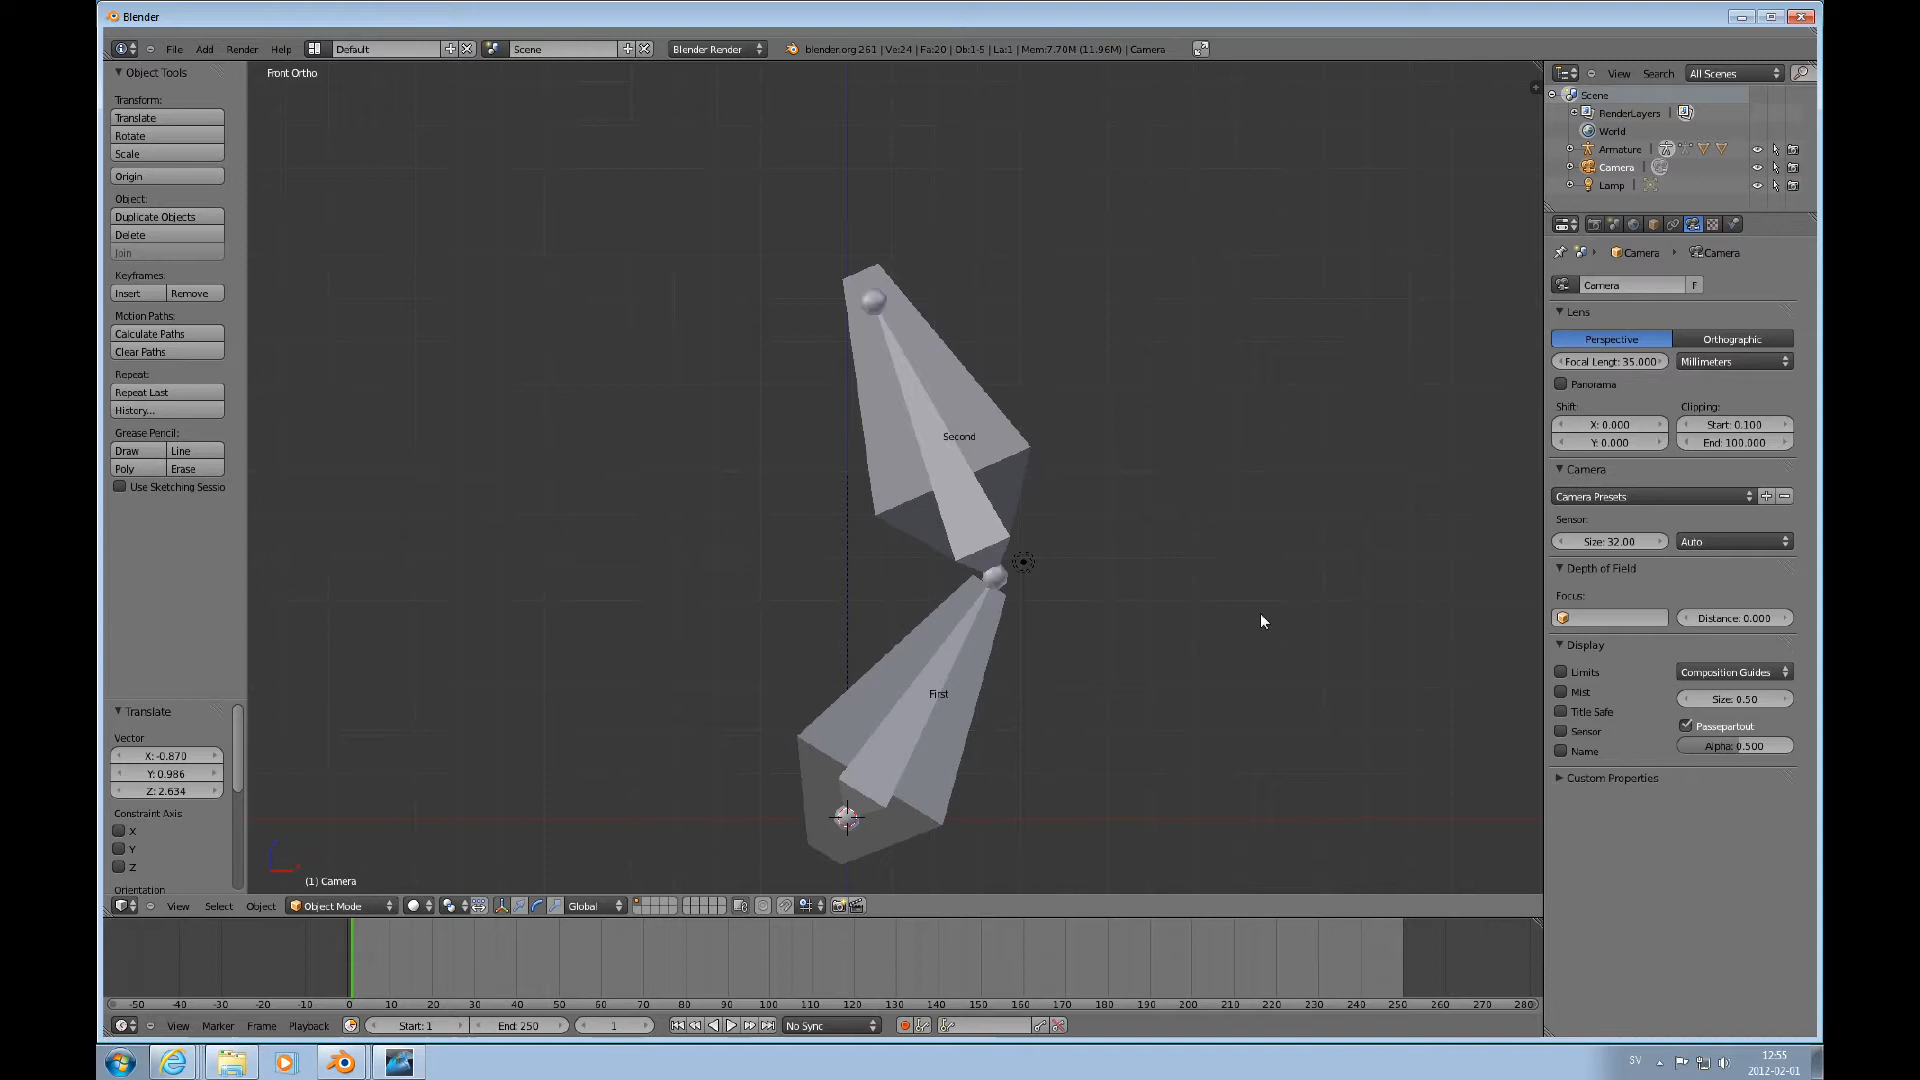 Blender
File Add Render Help Default Scene Blender Render blender.org 261 | Ve:24 | Fa:20 | Ob:1-5 | La:1 | Mem:7.70M (11.96M) | Camera
Object Tools
Transform:
Translate
Rotate
Scale
Origin
Object:
Duplicate Objects
Delete
Join
Keyframes:
Insert Remove
Motion Paths:
Calculate Paths
Clear Paths
Repeat:
Repeat Last
History...
Grease Pencil:
Draw Line
Poly Erase
Use Sketching Sessio
Translate
Vector
X: -0.870
Y: 0.986
Z: 2.634
Constraint Axis
X
Y
Z
Orientation
Front Ortho
Second
First
(1) Camera
View Select Object Object Mode Global
View Search All Scenes
Scene
RenderLayers |
World
Armature |
Camera |
Lamp |
Camera Camera
Camera F
Lens
Perspective Orthographic
Focal Lengt: 35.000 Millimeters
Panorama
Shift: Clipping:
X: 0.000 Start: 0.100
Y: 0.000 End: 100.000
Camera
Camera Presets
Sensor:
Size: 32.00 Auto
Depth of Field
Focus:
Distance: 0.000
Display
Limits Composition Guides
Mist Size: 0.50
Title Safe
Sensor Passepartout
Name Alpha: 0.500
Custom Properties
-50 -40 -30 -20 -10 0 10 20 30 40 50 60 70 80 90 100 110 120 130 140 150 160 170 180 190 200 210 220 230 240 250 260 270 280
View Marker Frame Playback Start: 1 End: 250 1 No Sync
SV 12:55
2012-02-01